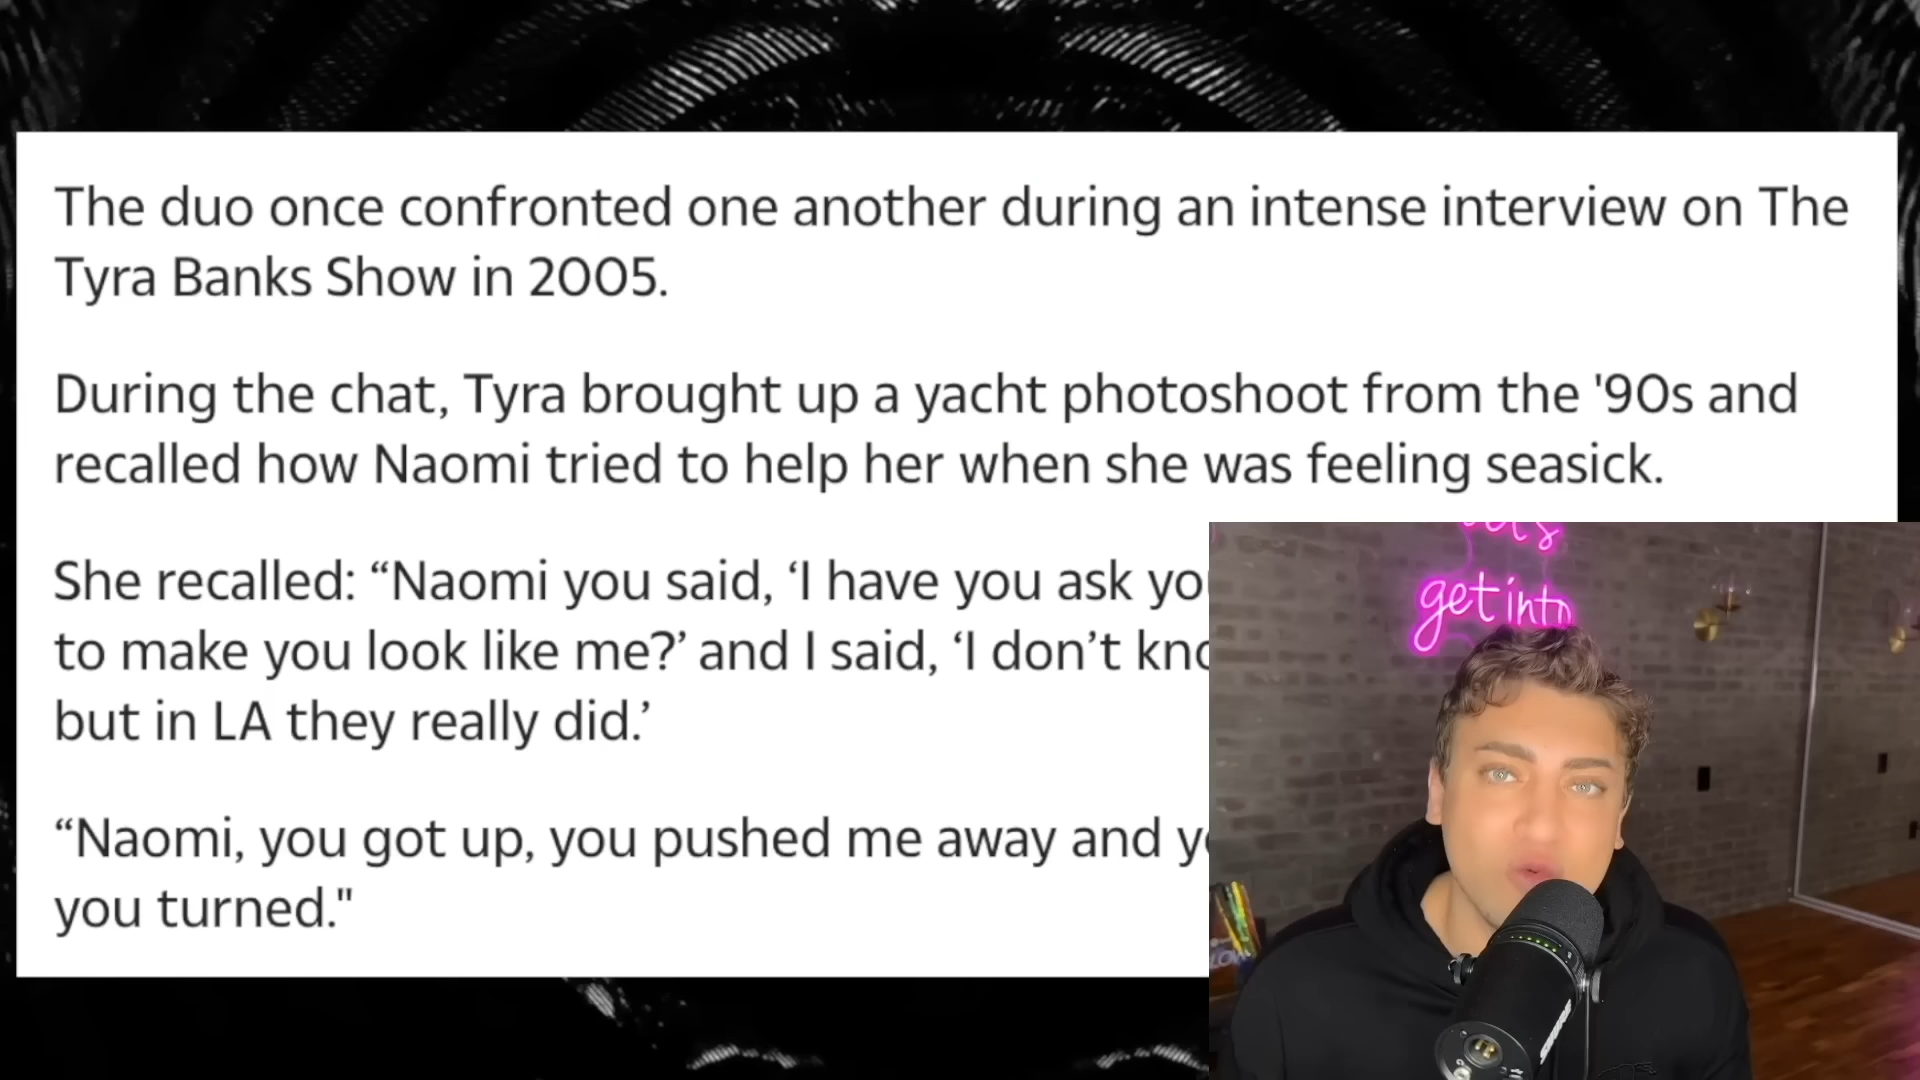 The duo once confronted one another during an intense interview on The
Tyra Banks Show in 2005.
During the chat, Tyra brought up a yacht photoshoot from the '90s and
recalled how Naomi tried to help her when she was feeling seasick.
She recalled: “Naomi you said, ‘I have you ask
to make you look like me?’ and I said, ‘I don’t
but in LA they really did.’
“Naomi, you got up, you pushed me away and
you turned."
get into